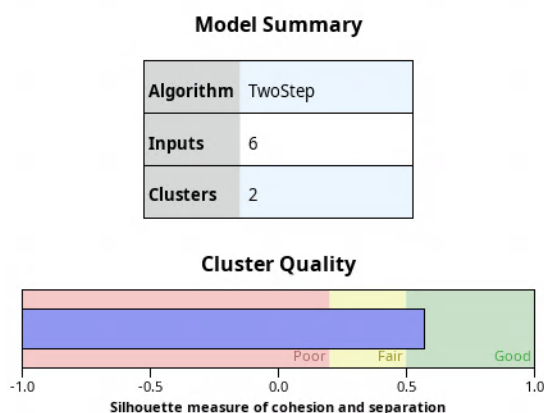 Model Summary
Algorithm TwoStep
Inputs 6
Clusters 2
Cluster Quality
Poor Fair Good
-1.0 -0.5 0.0 0.5 1.0
Silhouette measure of cohesion and separation